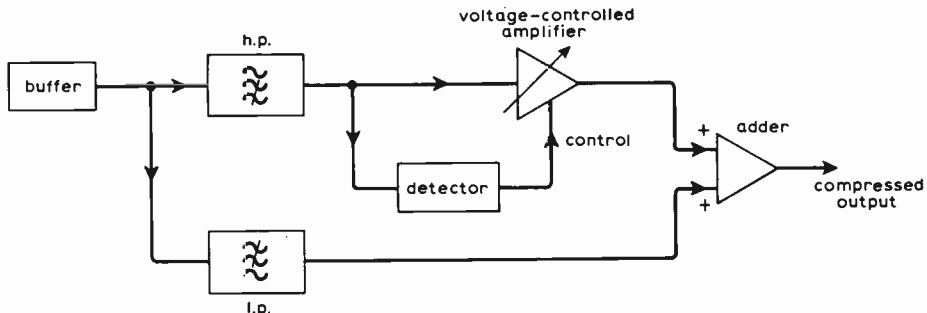 voltage-controlled
amplifier
h.p.
buffer
control
+
adder
detector
+
compressed
output
l.p.